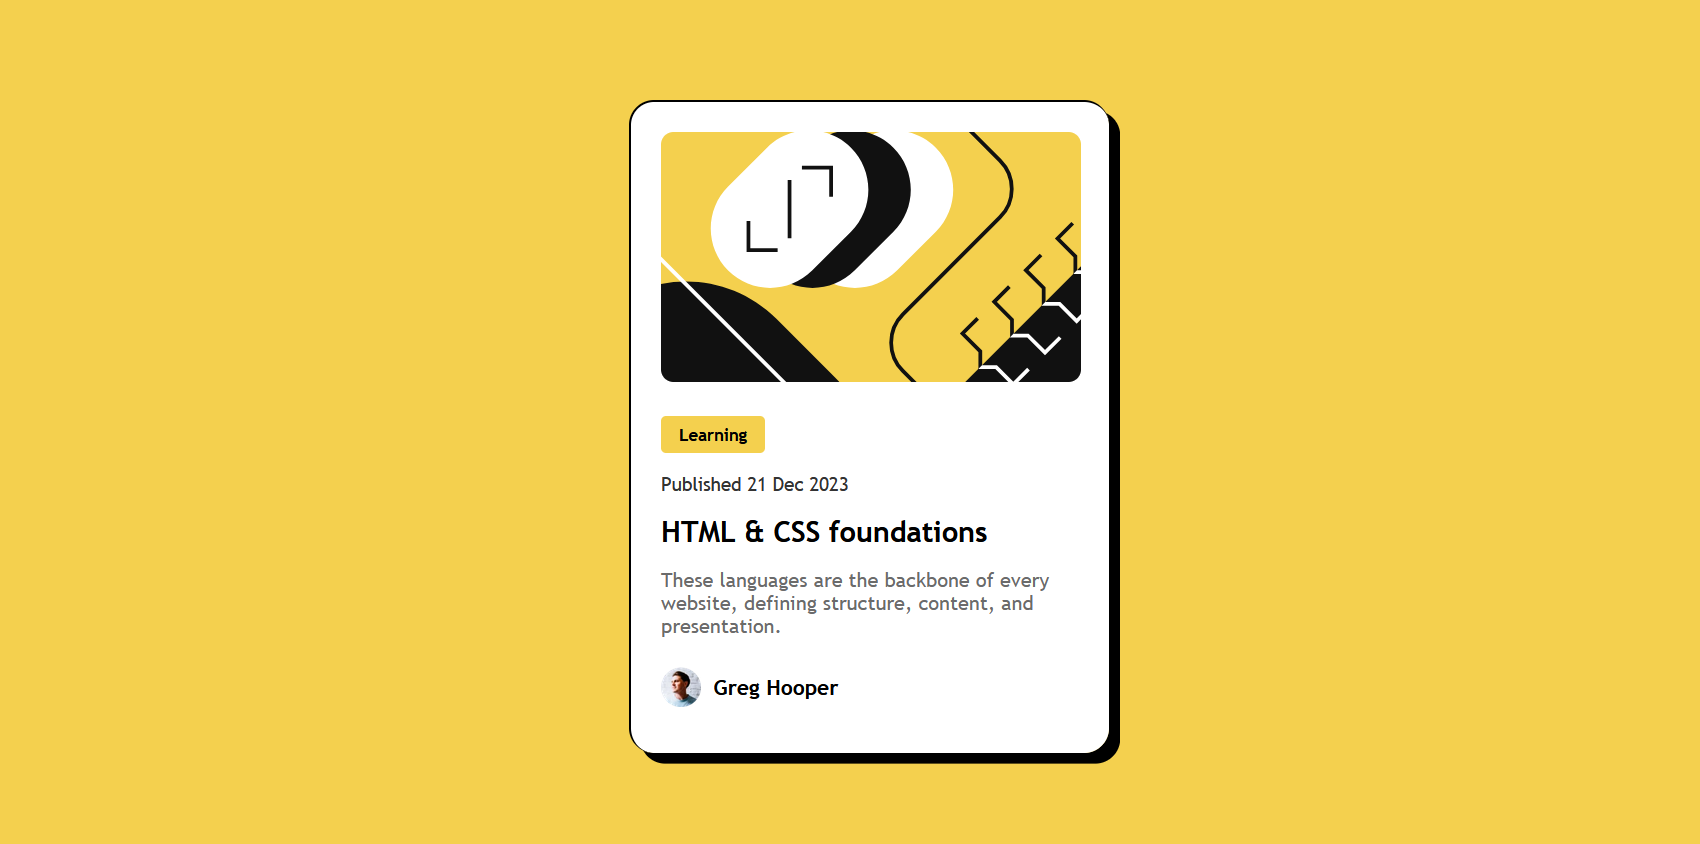 Learning
Published 21 Dec 2023
HTML & CSS foundations
These languages are the backbone of every
website, defining structure, content, and
presentation.
Greg Hooper